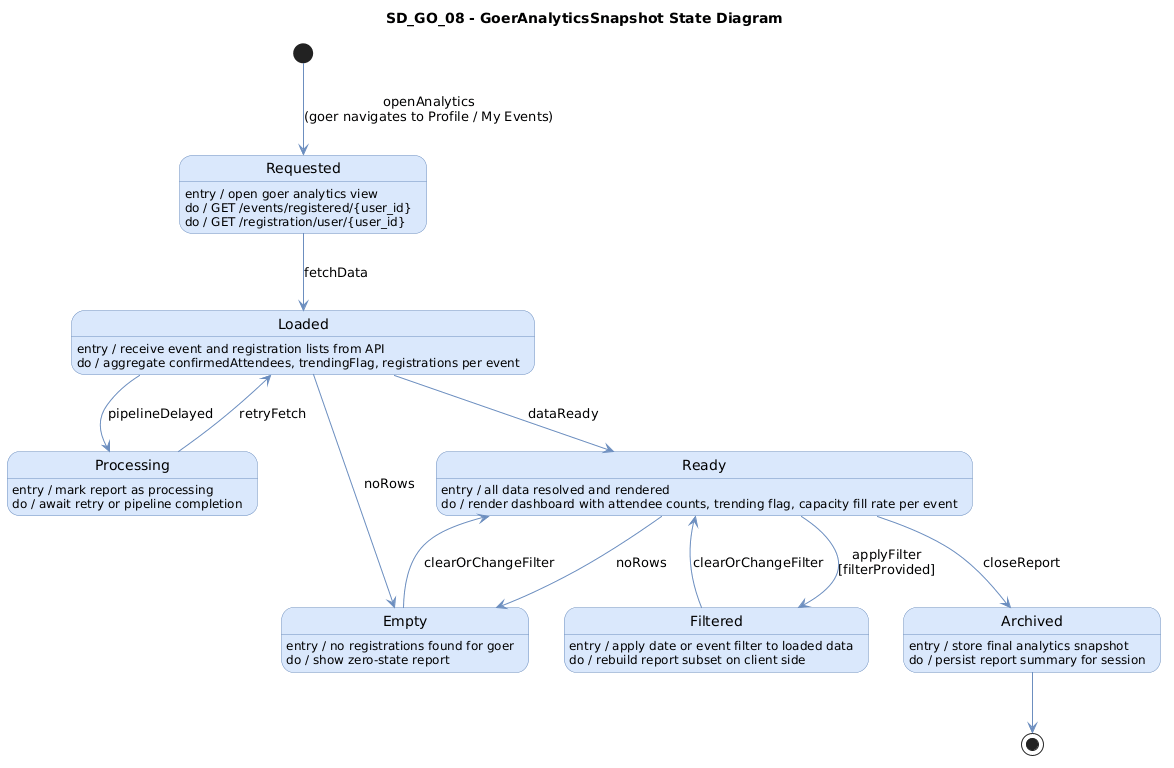 SD_GO_08 - GoerAnalyticsSnapshot State Diagram
openAnalytics
(goer navigates to Profile / My Events)
Requested
entry / open goer analytics view
do / GET /events/registered/{user_id}
do / GET /registration/user/{user_id}
fetchData
Loaded
entry / receive event and registration lists from API
do / aggregate confirmedAttendees, trendingFlag, registrations per event
pipelineDelayed
retryFetch
dataReady
Processing
entry / mark report as processing
do / await retry or pipeline completion
noRows
Ready
entry / all data resolved and rendered
do / render dashboard with attendee counts, trending flag, capacity fill rate per event
clearOrChangeFilter
noRows
clearOrChangeFilter
applyFilter
[filterProvided]
closeReport
Empty
entry / no registrations found for goer
do / show zero-state report
Filtered
entry / apply date or event filter to loaded data
do / rebuild report subset on client side
Archived
entry / store final analytics snapshot
do / persist report summary for session